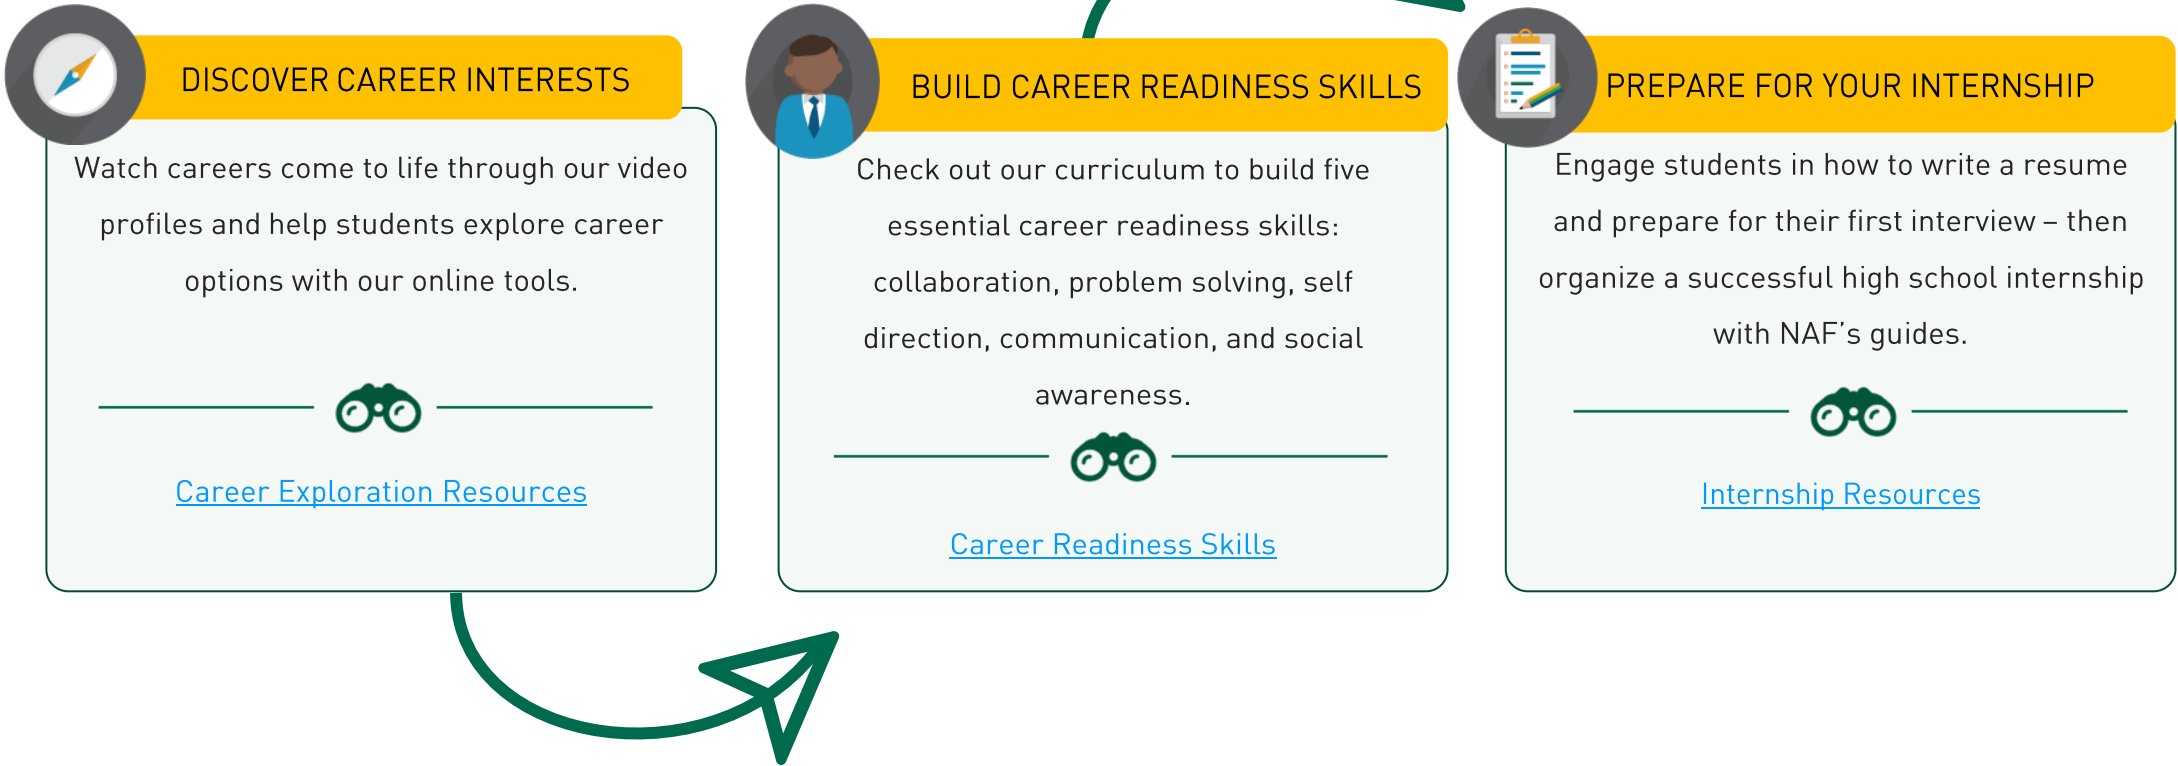 DISCOVER CAREER INTERESTS
Watch careers come to life through our video
profiles and help students explore career
options with our online tools.
Career Exploration Resources
BUILD CAREER READINESS SKILLS
Check out our curriculum to build five
essential career readiness skills:
collaboration, problem solving, self
direction, communication, and social
awareness.
Career Readiness Skills
PREPARE FOR YOUR INTERNSHIP
Engage students in how to write a resume
and prepare for their first interview – then
organize a successful high school internship
with NAF’s guides.
Internship Resources